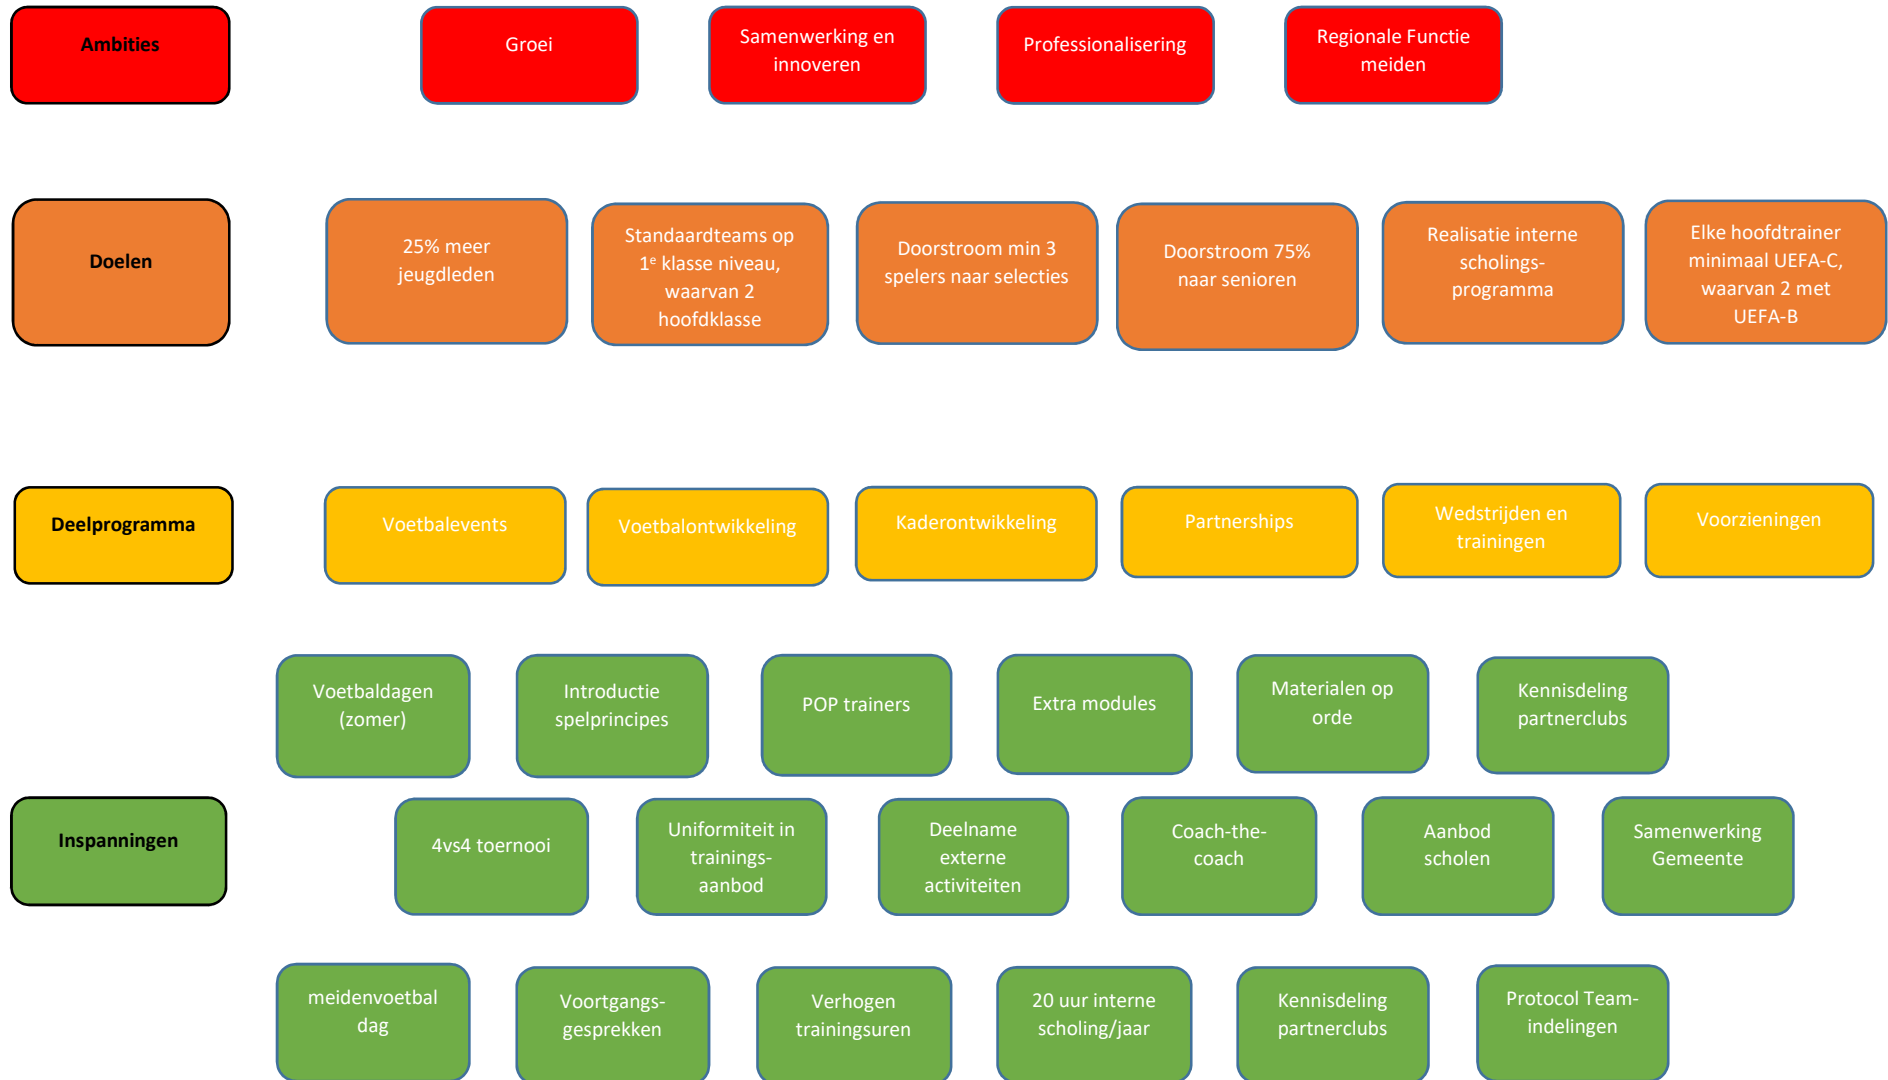 Ambities
Groei
Samenwerking en
innoveren
Professionalisering
Regionale Functie
meiden
Doelen
25% meer
jeugdleden
Standaardteams op
1e klasse niveau,
waarvan 2
hoofdklasse
Doorstroom min 3
spelers naar selecties
Doorstroom 75%
naar senioren
Realisatie interne
scholings-
programma
Elke hoofdtrainer
minimaal UEFA-C,
waarvan 2 met
UEFA-B
Deelprogramma
Voetbalevents
Voetbalontwikkeling
Kaderontwikkeling
Partnerships
Wedstrijden en
trainingen
Voorzieningen
Voetbaldagen
(zomer)
Introductie
spelprincipes
POP trainers
Extra modules
Materialen op
orde
Kennisdeling
partnerclubs
Inspanningen
4vs4 toernooi
Uniformiteit in
trainings-
aanbod
Deelname
externe
activiteiten
Coach-the-
coach
Aanbod
scholen
Samenwerking
Gemeente
meidenvoetbal
dag
Voortgangs-
gesprekken
Verhogen
trainingsuren
20 uur interne
scholing/jaar
Kennisdeling
partnerclubs
Protocol Team-
indelingen